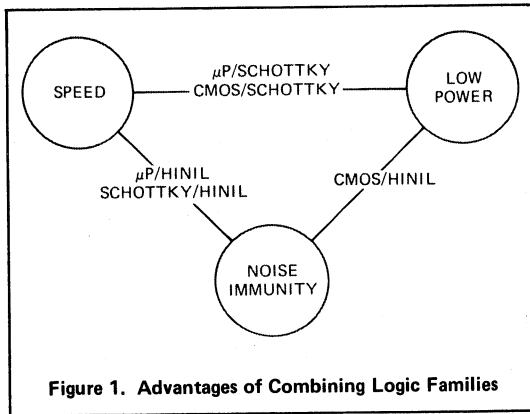 SPEED
μP/SCHOTTKY
CMOS/SCHOTTKY
LOW
POWER
μP/HINIL
SCHOTTKY/HINIL
CMOS/HINIL
NOISE
IMMUNITY
Figure 1. Advantages of Combining Logic Families